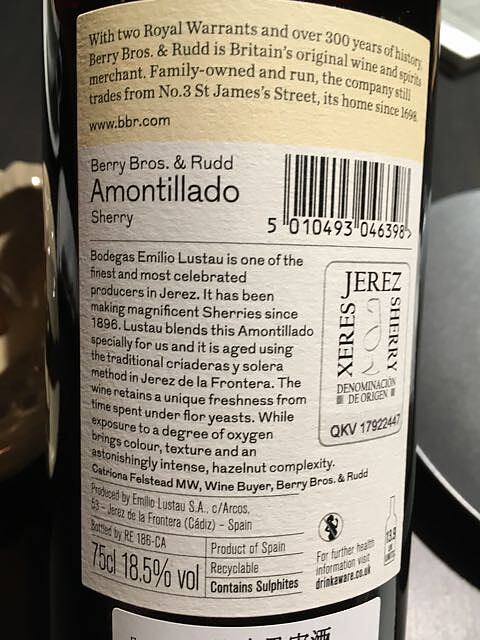 With two Royal Warrants and over 300 years of history,
Berry Bros. & Rudd is Britain's original wine and spirits
merchant. Family-owned and run, the company still
trades from No.3 St James's Street, its home since 1698.
www.bbr.com
Berry Bros. & Rudd
Amontillado
Sherry
5 010493 046398 >
Bodegas Emilio Lustau is one of the
finest and most celebrated
producers in Jerez. It has been
making magnificent Sherries since
1896. Lustau blends this Amontillado
specially for us and it is aged using
the traditional criaderas y solera
method in Jerez de la Frontera. The
wine retains a unique freshness from
time spent under flor yeasts. While
exposure to a degree of oxygen
brings colour, texture and an
astonishingly intense, hazelnut complexity.
Catriona Felstead MW, Wine Buyer, Berry Bros. & Rudd
JEREZ
XERES
SHERRY
DENOMINACIÓN
DE ORIGEN
QKV 17922447
Produced by Emilio Lustau S.A., c/Arcos,
53 - Jerez de la Frontera (Cádiz) - Spain
Bottled by RE 186-CA
75cl 18.5% vol
Product of Spain
Recyclable
Contains Sulphites
For further health
information visit
drinkaware.co.uk
13.9
UK UNITS